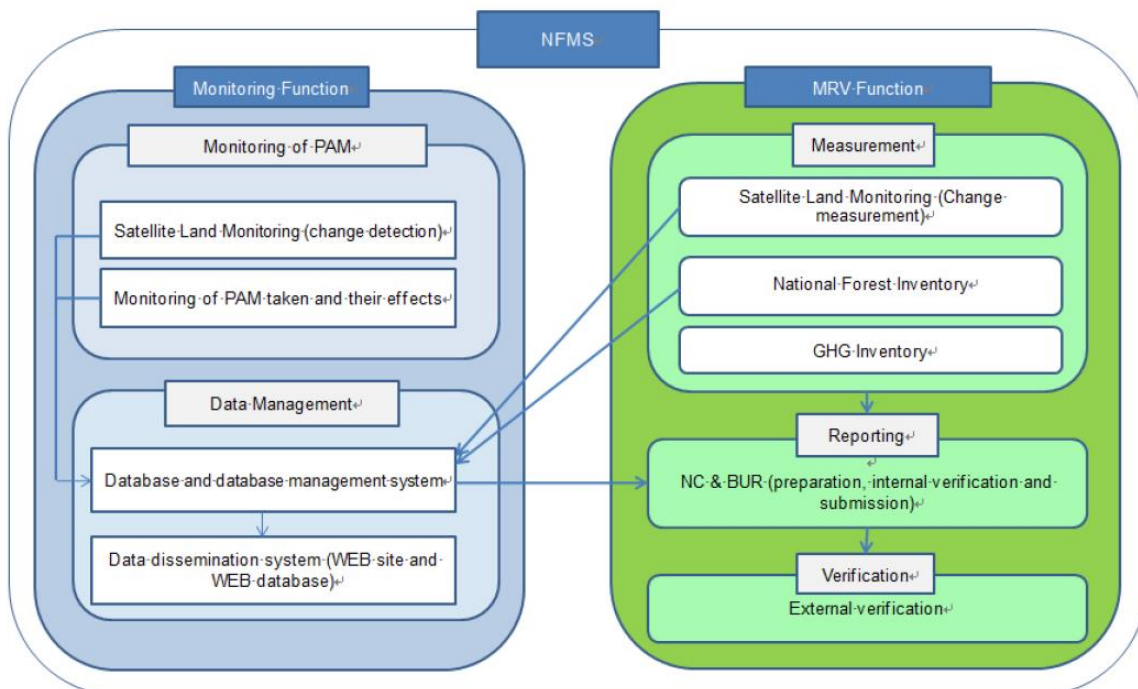 NFMS
Monitoring Function
Monitoring of PAM
Satellite Land Monitoring (change detection)
Monitoring of PAM taken and their effects
Data Management
Database and database management system
Data dissemination system (WEB site and
WEB database)
MRV Function
Measurement
Satellite Land Monitoring (Change
measurement)
National Forest Inventory
GHG Inventory
Reporting
NC & BUR (preparation, internal verification and
submission)
Verification
External verification